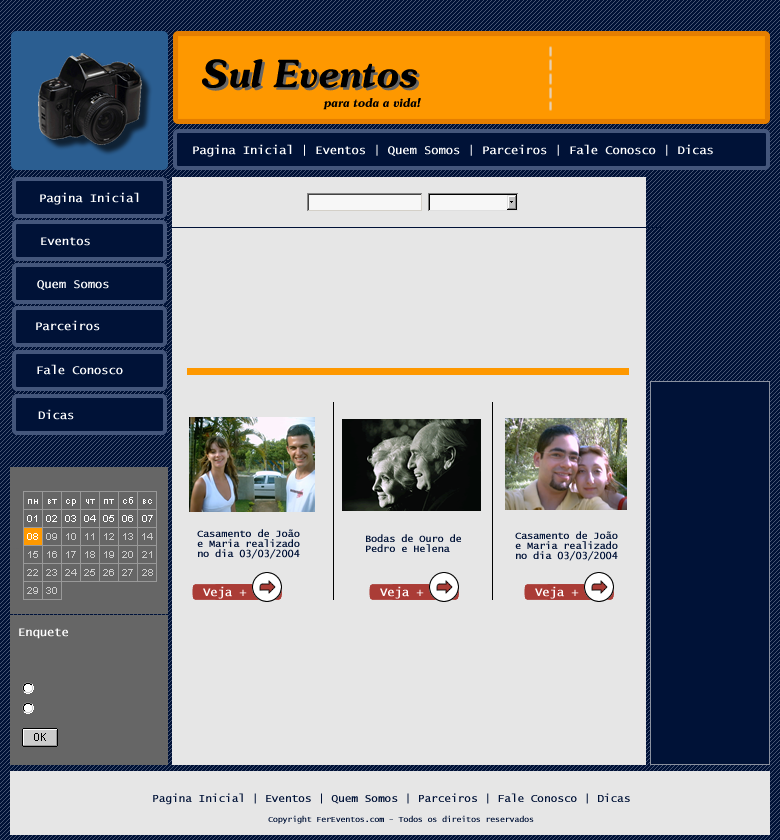 Sul Eventos
para toda a vida!
Pagina Inicial | Eventos | Quem Somos | Parceiros | Fale Conosco | Dicas
Pagina Inicial
Eventos
Quem Somos
Parceiros
Fale Conosco
Dicas
пн вт ср чт пт сб вс
01 02 03 04 05 06 07
08 09 10 11 12 13 14
15 16 17 18 19 20 21
22 23 24 25 26 27 28
29 30
Enquete
OK
Casamento de João
e Maria realizado
no dia 03/03/2004
Veja +
Bodas de Ouro de
Pedro e Helena
Veja +
Casamento de João
e Maria realizado
no dia 03/03/2004
Veja +
Pagina Inicial | Eventos | Quem Somos | Parceiros | Fale Conosco | Dicas
Copyright FerEventos.com - Todos os direitos reservados